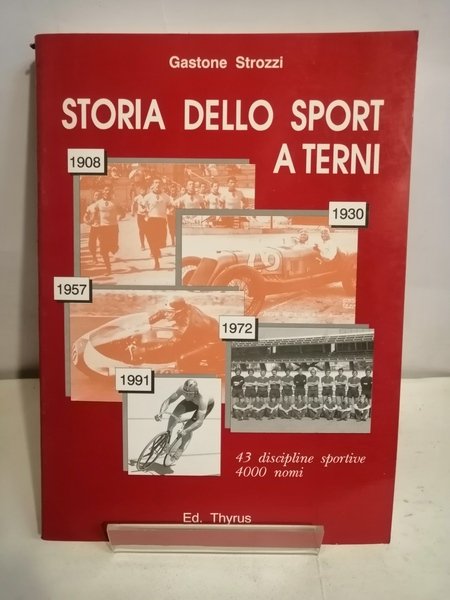 Gastone Strozzi
STORIA DELLO SPORT
A TERNI
1908
1930
1957
1972
1991
43 discipline sportive
4000 nomi
Ed. Thyrus